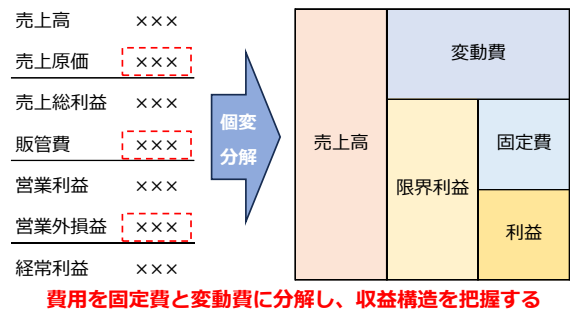 売上高 ×××
売上原価 ×××
売上総利益 ×××
販管費 ×××
営業利益 ×××
営業外損益 ×××
経常利益 ×××
個変
分解
売上高
変動費
限界利益
固定費
利益
費用を固定費と変動費に分解し、収益構造を把握する